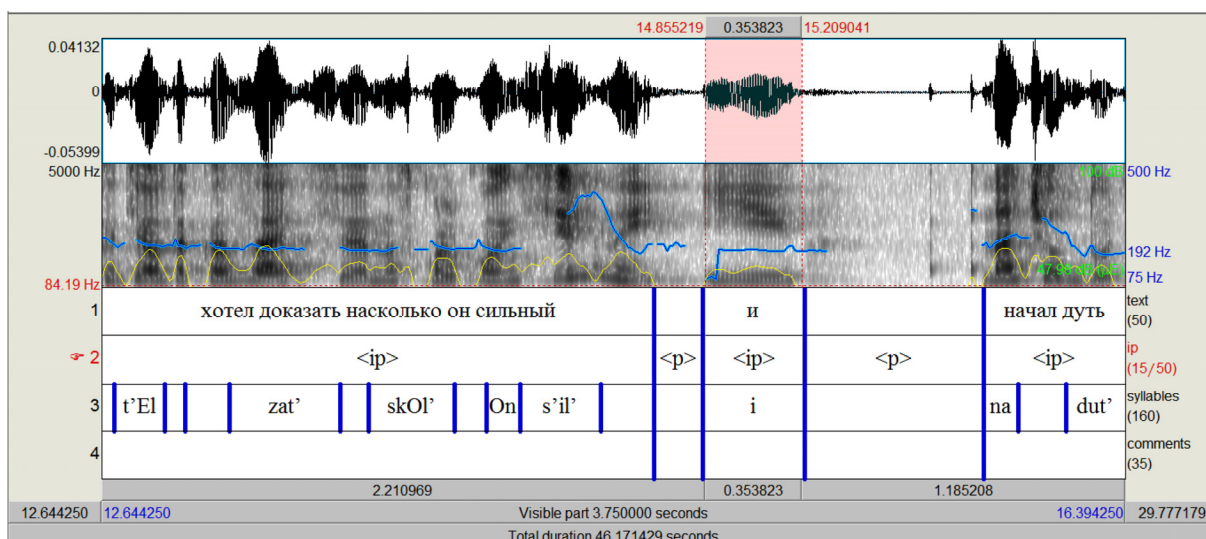 14.855219 0.353823 15.209041
0.04132
0
-0.05399
5000 Hz 500 Hz
192 Hz
84.19 Hz 75 Hz
1 хотел доказать насколько он сильный и начал дуть text (50)
☞ 2 <ip> <p> <ip> <p> <ip> ip (15/50)
3 t'El zat' skOl' On s'il' i na dut' syllables (160)
4 comments (35)
2.210969 0.353823 1.185208
12.644250 12.644250 Visible part 3.750000 seconds 16.394250 29.777179
Total duration 46.171429 seconds